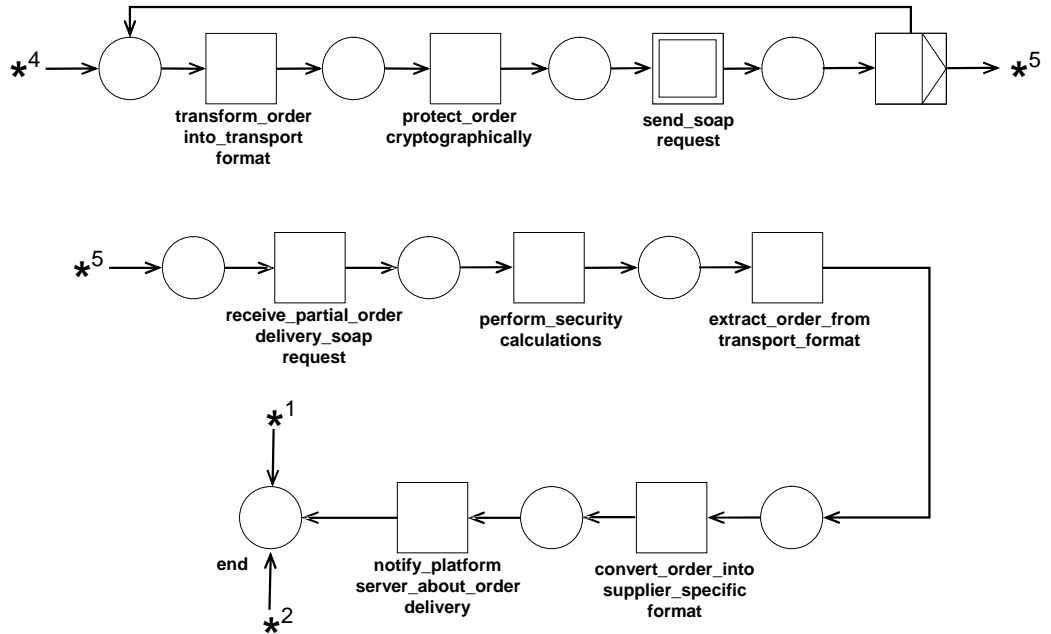 *4
*5
transform_order
into_transport
format
protect_order
cryptographically
send_soap
request
*5
receive_partial_order
delivery_soap
request
perform_security
calculations
extract_order_from
transport_format
*1
end
notify_platform
server_about_order
delivery
convert_order_into
supplier_specific
format
*2